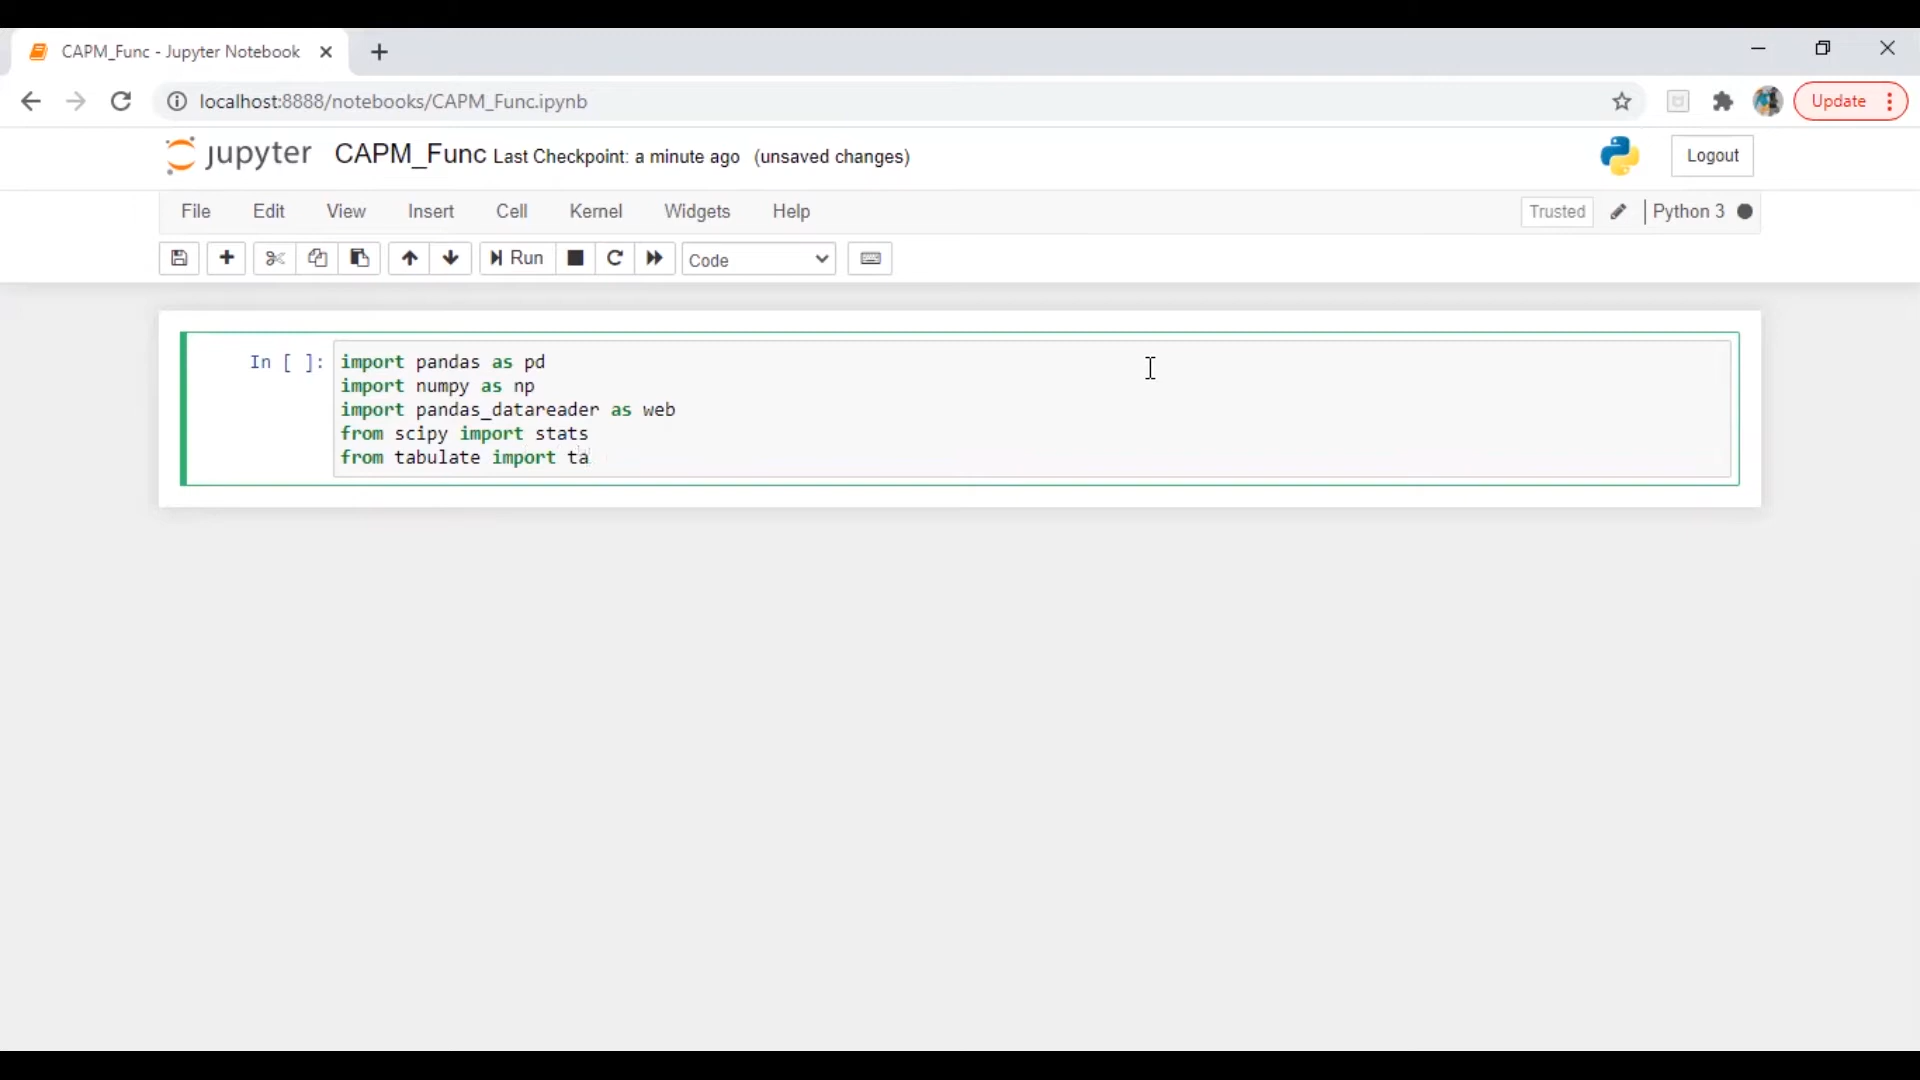 CAPM_Func - Jupyter Notebook
localhost:8888/notebooks/CAPM_Func.ipynb
Update
jupyter CAPM_Func Last Checkpoint: a minute ago (unsaved changes)
Logout
File Edit View Insert Cell Kernel Widgets Help
Trusted Python 3
Run Code
In [ ]: import pandas as pd
import numpy as np
import pandas_datareader as web
from scipy import stats
from tabulate import ta